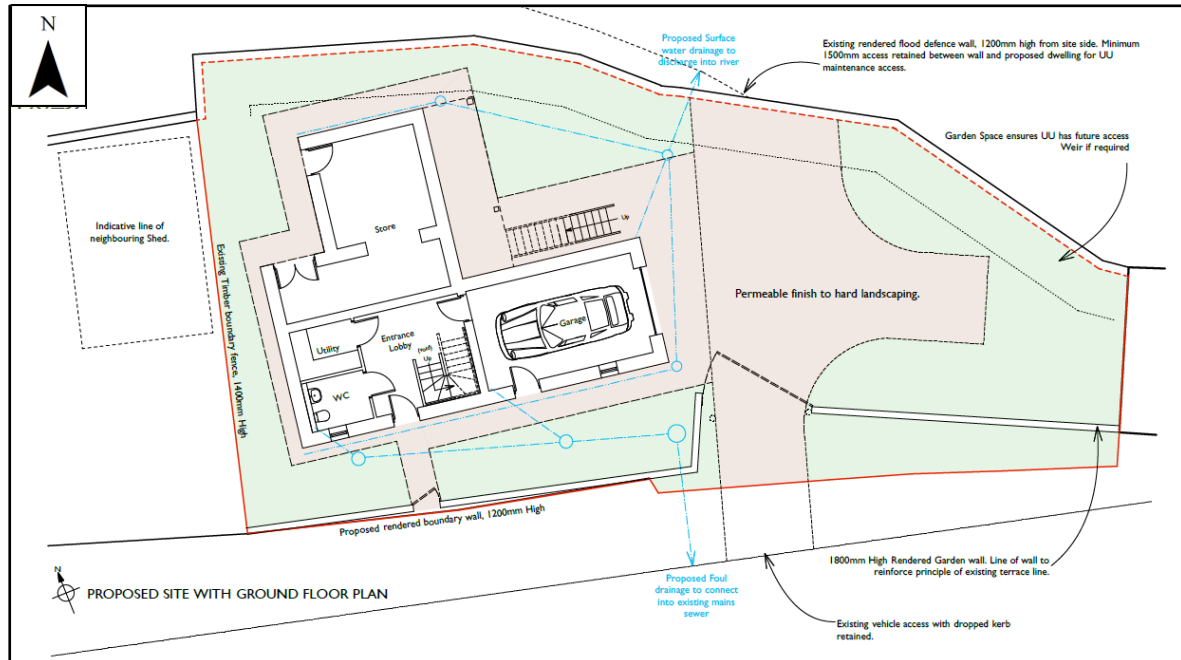 N
Proposed Surface
water drainage to
discharge into river
Existing rendered flood defence wall, 1200mm high from site side. Minimum
1500mm access retained between wall and proposed dwelling for UU
maintenance access.
Garden Space ensures UU has future access
Weir if required
Indicative line of
neighbouring Shed.
Existing Timber boundary fence, 1400mm High
Store
Up
Permeable finish to hard landscaping.
Garage
Entrance
Lobby
Utility
Up
WC
Proposed rendered boundary wall, 1200mm High
1800mm High Rendered Garden wall. Line of wall to
reinforce principle of existing terrace line.
N
PROPOSED SITE WITH GROUND FLOOR PLAN
Proposed Foul
drainage to connect
into existing mains
sewer
Existing vehicle access with dropped kerb
retained.